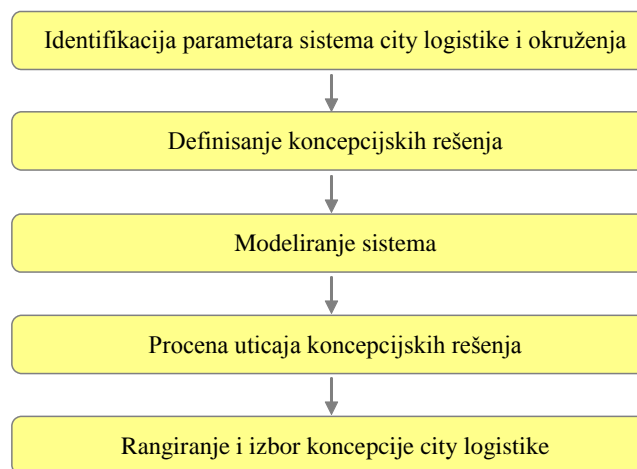 Identifikacija parametara sistema city logistike i okruženja
Definisanje koncepcijskih rešenja
Modeliranje sistema
Procena uticaja koncepcijskih rešenja
Rangiranje i izbor koncepcije city logistike